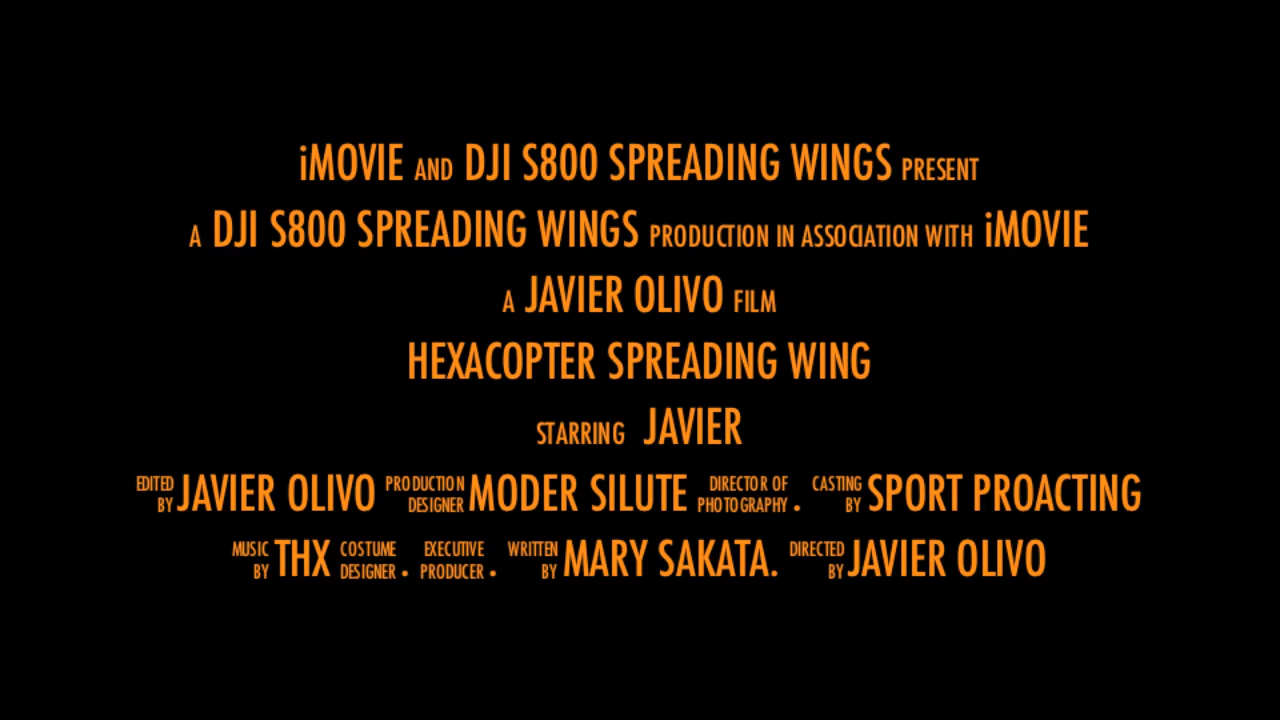 iMOVIE AND DJI S800 SPREADING WINGS PRESENT
A DJI S800 SPREADING WINGS PRODUCTION IN ASSOCIATION WITH iMOVIE
A JAVIER OLIVO FILM
HEXACOPTER SPREADING WING
STARRING JAVIER
EDITED BY JAVIER OLIVO PRODUCTION DESIGNER MODER SILUTE DIRECTOR OF PHOTOGRAPHY . CASTING BY SPORT PROACTING
MUSIC BY THX COSTUME DESIGNER . EXECUTIVE PRODUCER . WRITTEN BY MARY SAKATA. DIRECTED BY JAVIER OLIVO